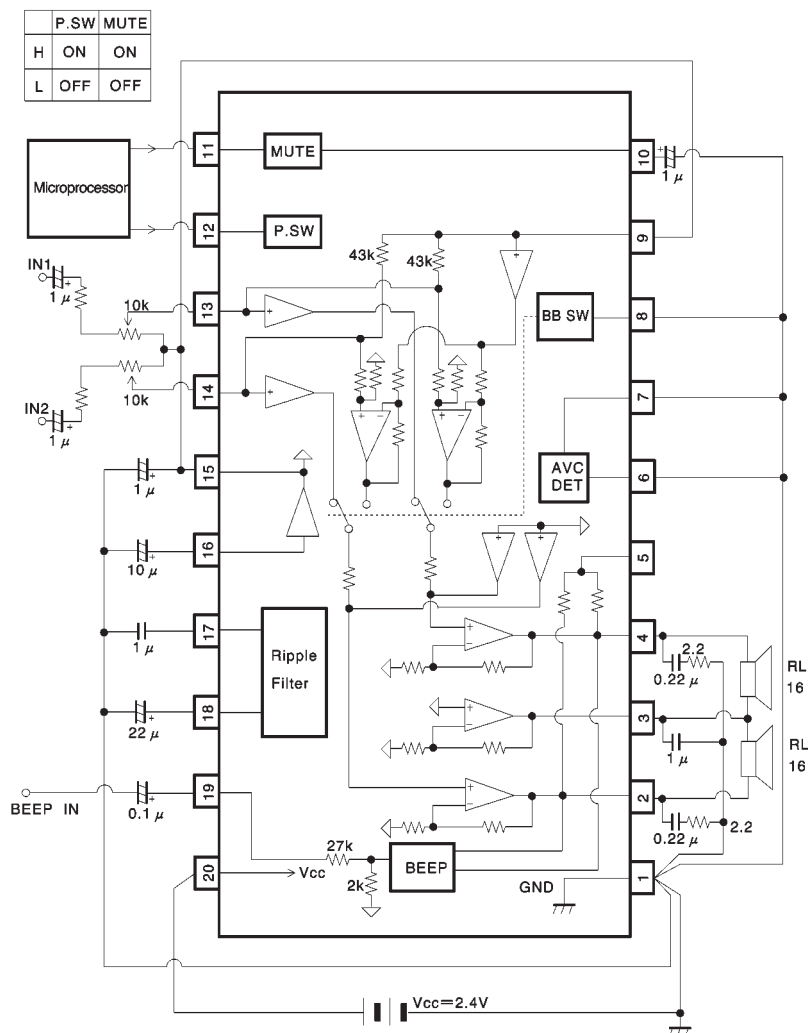 P.SW MUTE
H ON ON
L OFF OFF
Microprocessor
11
MUTE
10
1 μ
12
P.SW
9
43k
43k
IN1
1 μ
10k
13
BB SW
8
14
10k
IN2
1 μ
7
15
1 μ
AVC
DET
6
16
10 μ
5
17
1 μ
Ripple
Filter
4
2.2
0.22 μ
RL
16
18
22 μ
3
1 μ
RL
16
BEEP IN
0.1 μ
19
2
0.22 μ
2.2
27k
BEEP
20
Vcc
2k
GND
1
Vcc=2.4V